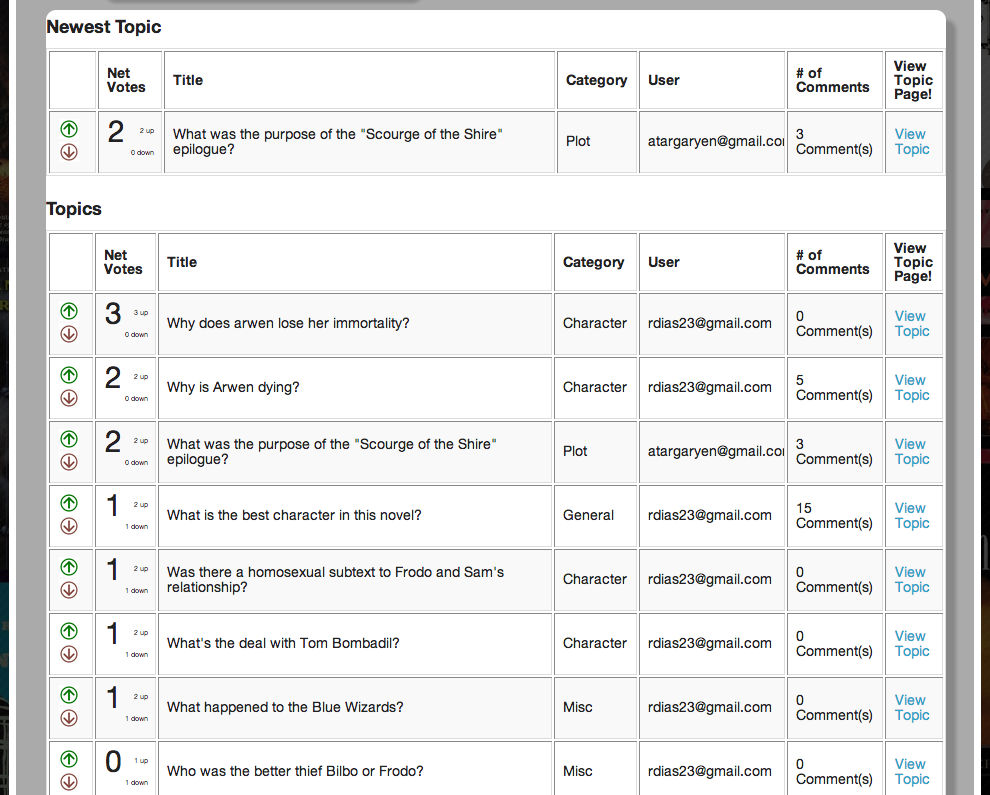 Newest Topic
Net Votes Title Category User # of Comments View Topic Page!
2 2 up 0 down What was the purpose of the "Scourge of the Shire" epilogue? Plot atargaryen@gmail.co 3 Comment(s) View Topic
Topics
Net Votes Title Category User # of Comments View Topic Page!
3 3 up 0 down Why does arwen lose her immortality? Character rdias23@gmail.com 0 Comment(s) View Topic
2 2 up 0 down Why is Arwen dying? Character rdias23@gmail.com 5 Comment(s) View Topic
2 2 up 0 down What was the purpose of the "Scourge of the Shire" epilogue? Plot atargaryen@gmail.co 3 Comment(s) View Topic
1 2 up 1 down What is the best character in this novel? General rdias23@gmail.com 15 Comment(s) View Topic
1 2 up 1 down Was there a homosexual subtext to Frodo and Sam's relationship? Character rdias23@gmail.com 0 Comment(s) View Topic
1 2 up 1 down What's the deal with Tom Bombadil? Character rdias23@gmail.com 0 Comment(s) View Topic
1 2 up 1 down What happened to the Blue Wizards? Misc rdias23@gmail.com 0 Comment(s) View Topic
0 1 up 1 down Who was the better thief Bilbo or Frodo? Misc rdias23@gmail.com 0 Comment(s) View Topic